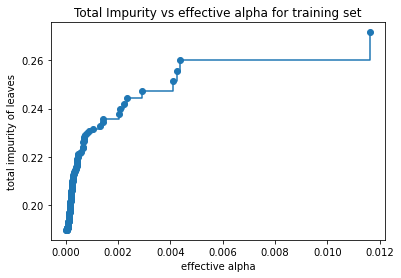 Total Impurity vs effective alpha for training set
total impurity of leaves
0.26
0.24
0.22
0.20
0.000 0.002 0.004 0.006 0.008 0.010 0.012
effective alpha